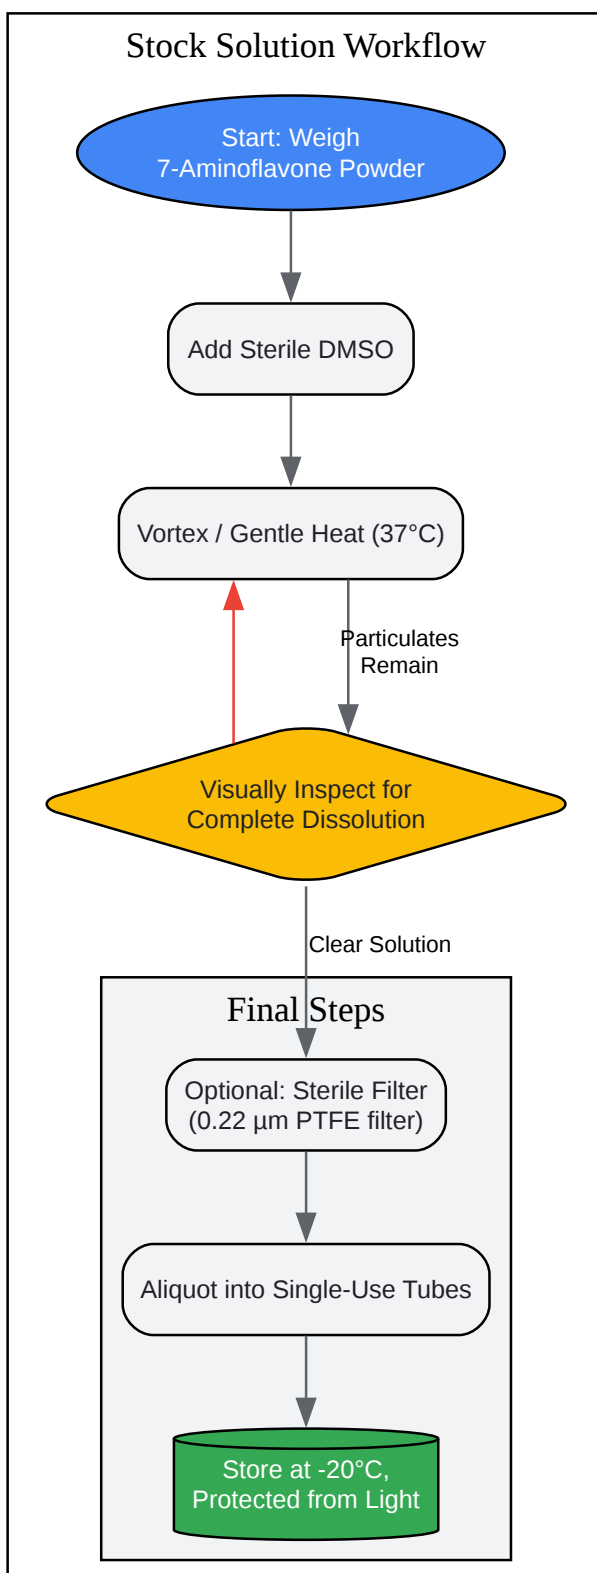 Stock Solution Workflow
Start: Weigh
7-Aminoflavone Powder
Add Sterile DMSO
Vortex / Gentle Heat (37°C)
Particulates
Remain
Visually Inspect for
Complete Dissolution
Clear Solution
Final Steps
Optional: Sterile Filter
(0.22 µm PTFE filter)
Aliquot into Single-Use Tubes
Store at -20°C,
Protected from Light